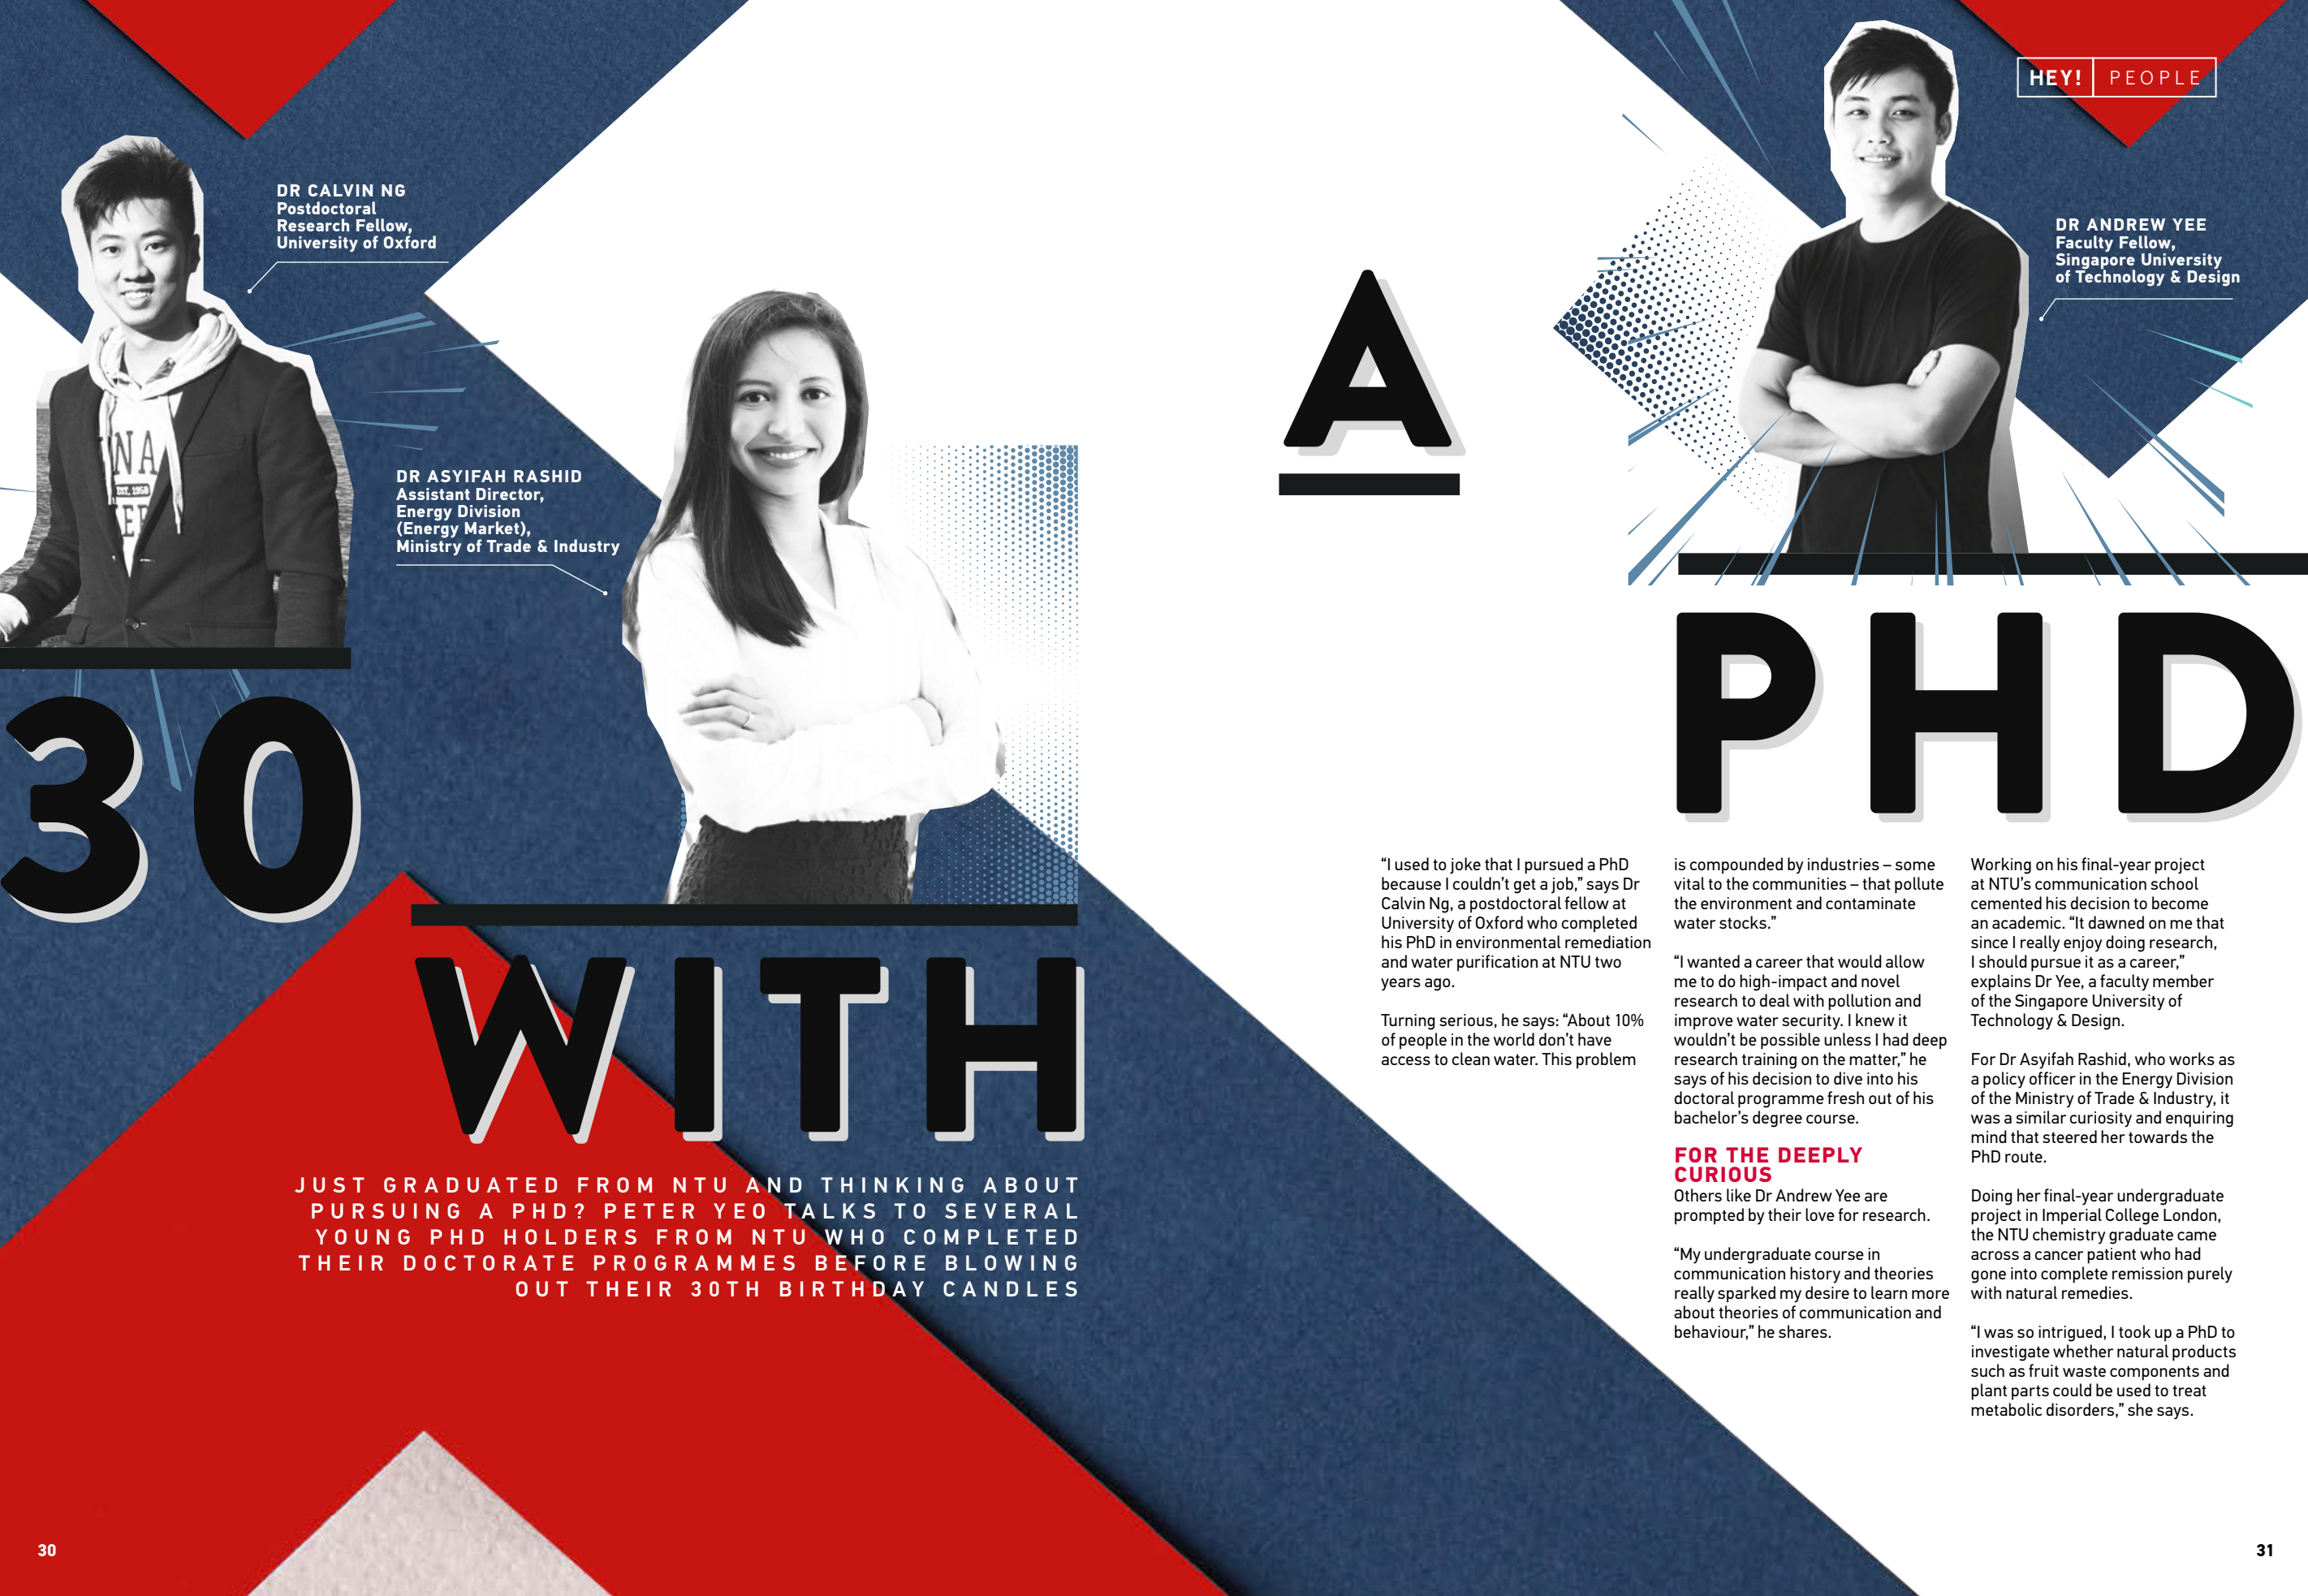 HEY! PEOPLE
DR CALVIN NG
Postdoctoral
Research Fellow,
University of Oxford
DR ASYIFAH RASHID
Assistant Director,
Energy Division
(Energy Market),
Ministry of Trade & Industry
DR ANDREW YEE
Faculty Fellow,
Singapore University
of Technology & Design
30
WITH
A
PHD
JUST GRADUATED FROM NTU AND THINKING ABOUT
PURSUING A PHD? PETER YEO TALKS TO SEVERAL
YOUNG PHD HOLDERS FROM NTU WHO COMPLETED
THEIR DOCTORATE PROGRAMMES BEFORE BLOWING
OUT THEIR 30TH BIRTHDAY CANDLES
“I used to joke that I pursued a PhD
because I couldn’t get a job,” says Dr
Calvin Ng, a postdoctoral fellow at
University of Oxford who completed
his PhD in environmental remediation
and water purification at NTU two
years ago.
Turning serious, he says: “About 10%
of people in the world don’t have
access to clean water. This problem
is compounded by industries – some
vital to the communities – that pollute
the environment and contaminate
water stocks.”
“I wanted a career that would allow
me to do high-impact and novel
research to deal with pollution and
improve water security. I knew it
wouldn’t be possible unless I had deep
research training on the matter,” he
says of his decision to dive into his
doctoral programme fresh out of his
bachelor’s degree course.
FOR THE DEEPLY
CURIOUS
Others like Dr Andrew Yee are
prompted by their love for research.
“My undergraduate course in
communication history and theories
really sparked my desire to learn more
about theories of communication and
behaviour,” he shares.
Working on his final-year project
at NTU’s communication school
cemented his decision to become
an academic. “It dawned on me that
since I really enjoy doing research,
I should pursue it as a career,”
explains Dr Yee, a faculty member
of the Singapore University of
Technology & Design.
For Dr Asyifah Rashid, who works as
a policy officer in the Energy Division
of the Ministry of Trade & Industry, it
was a similar curiosity and enquiring
mind that steered her towards the
PhD route.
Doing her final-year undergraduate
project in Imperial College London,
the NTU chemistry graduate came
across a cancer patient who had
gone into complete remission purely
with natural remedies.
“I was so intrigued, I took up a PhD to
investigate whether natural products
such as fruit waste components and
plant parts could be used to treat
metabolic disorders,” she says.
30
31